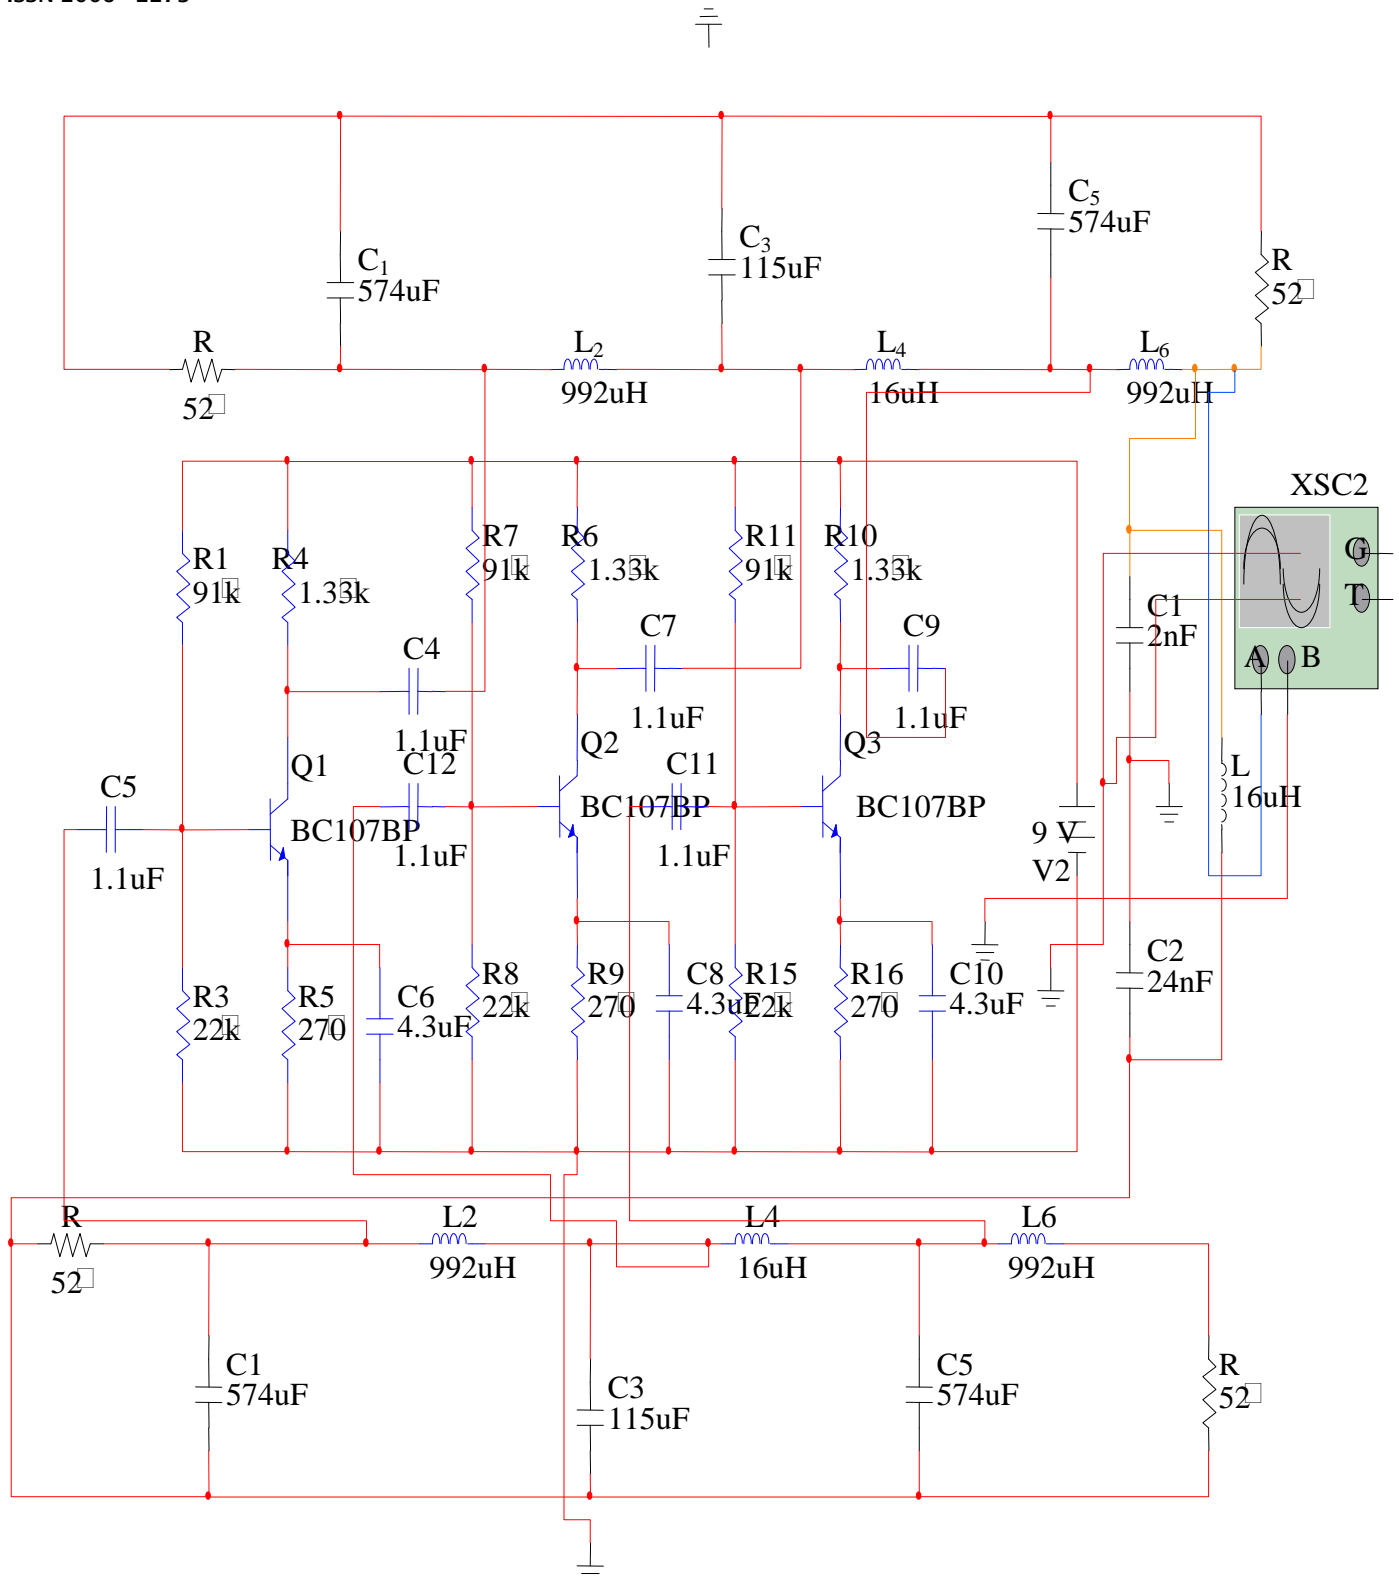 C5
574uF
C3
115uF
C1
574uF
R
52
R
52
L2
992uH
L4
16uH
L6
992uH
XSC2
G
T
A
B
R1
91k
R4
1.33k
R7
91k
R6
1.33k
R11
91k
R10
1.33k
C1
2nF
C4
1.1uF
C7
1.1uF
C9
1.1uF
Q1
BC107BP
Q2
BC107BP
Q3
BC107BP
C5
1.1uF
C12
1.1uF
C11
1.1uF
L
16uH
9 V
V2
R3
22k
R5
270
C6
4.3uF
R8
22k
R9
270
C8
4.3uF
R15
22k
R16
270
C10
4.3uF
C2
24nF
R
52
L2
992uH
L4
16uH
L6
992uH
C1
574uF
C3
115uF
C5
574uF
R
52